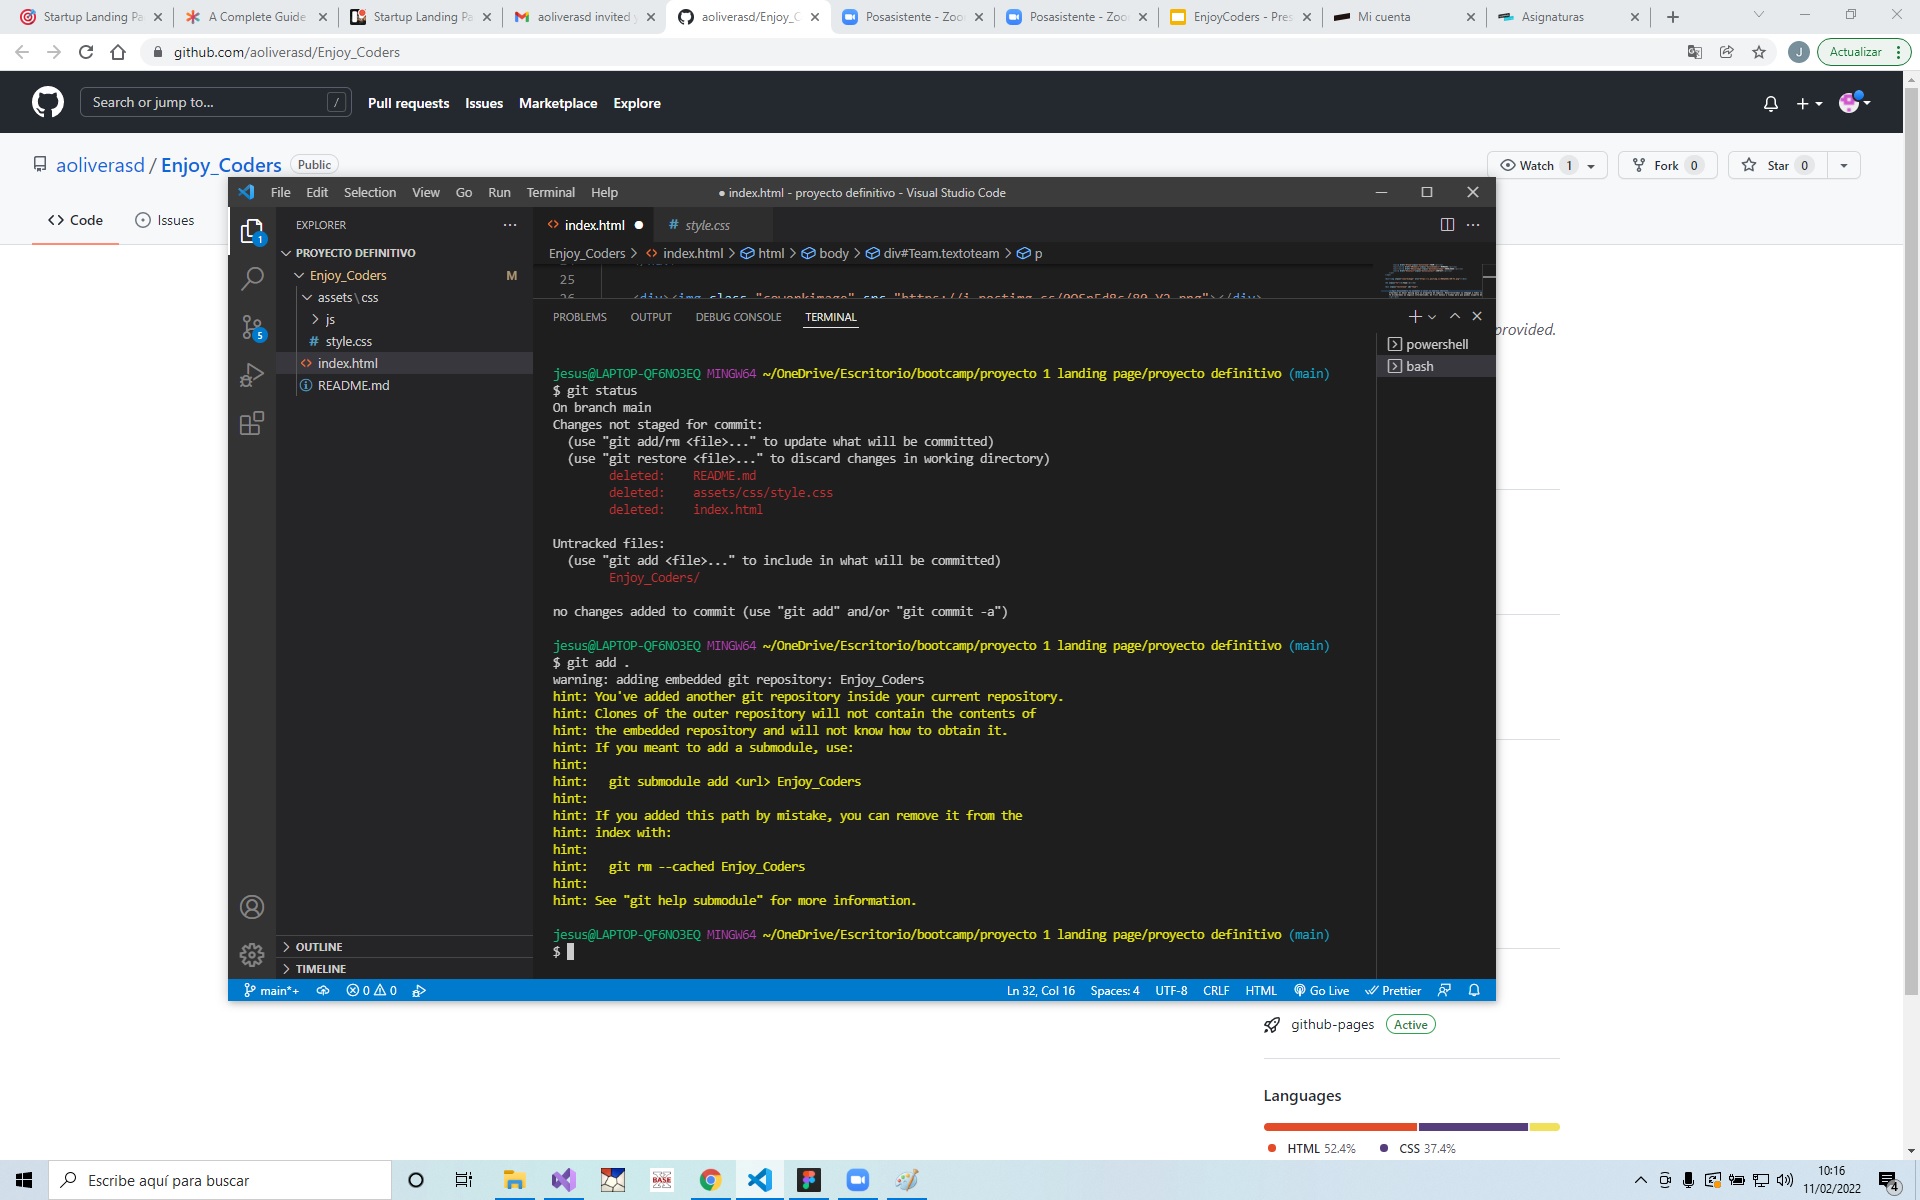 Startup Landing Pa
A Complete Guide
Startup Landing Pa
aoliverasd invited y
aoliverasd/Enjoy_C
Posasistente - Zoo
Posasistente - Zoo
EnjoyCoders - Pres
Mi cuenta
Asignaturas
github.com/aoliverasd/Enjoy_Coders
J
Actualizar
Search or jump to...
/
Pull requests
Issues
Marketplace
Explore
aoliverasd / Enjoy_Coders
Public
Watch 1
Fork 0
Star 0
Code
Issues
File Edit Selection View Go Run Terminal Help
● index.html - proyecto definitivo - Visual Studio Code
EXPLORER
index.html
# style.css
PROYECTO DEFINITIVO
Enjoy_Coders > index.html > html > body > div#Team.textoteam > p
Enjoy_Coders M
assets\css
js
# style.css
index.html
README.md
1
5
25
26 <div><img class="coworkimage" src="https://i.postimg.cc/0QSpFd8c/80-Y2.png"></div>
PROBLEMS OUTPUT DEBUG CONSOLE TERMINAL
provided.
powershell
bash
jesus@LAPTOP-QF6NO3EQ MINGW64 ~/OneDrive/Escritorio/bootcamp/proyecto 1 landing page/proyecto definitivo (main)
$ git status
On branch main
Changes not staged for commit:
(use "git add/rm <file>..." to update what will be committed)
(use "git restore <file>..." to discard changes in working directory)
deleted: README.md
deleted: assets/css/style.css
deleted: index.html
Untracked files:
(use "git add <file>..." to include in what will be committed)
Enjoy_Coders/
no changes added to commit (use "git add" and/or "git commit -a")
jesus@LAPTOP-QF6NO3EQ MINGW64 ~/OneDrive/Escritorio/bootcamp/proyecto 1 landing page/proyecto definitivo (main)
$ git add .
warning: adding embedded git repository: Enjoy_Coders
hint: You've added another git repository inside your current repository.
hint: Clones of the outer repository will not contain the contents of
hint: the embedded repository and will not know how to obtain it.
hint: If you meant to add a submodule, use:
hint:
hint: git submodule add <url> Enjoy_Coders
hint:
hint: If you added this path by mistake, you can remove it from the
hint: index with:
hint:
hint: git rm --cached Enjoy_Coders
hint:
hint: See "git help submodule" for more information.
jesus@LAPTOP-QF6NO3EQ MINGW64 ~/OneDrive/Escritorio/bootcamp/proyecto 1 landing page/proyecto definitivo (main)
$
OUTLINE
TIMELINE
main*+
0 0
Ln 32, Col 16
Spaces: 4
UTF-8
CRLF
HTML
Go Live
Prettier
github-pages Active
Languages
HTML 52.4%
CSS 37.4%
Escribe aquí para buscar
10:16
11/02/2022
4